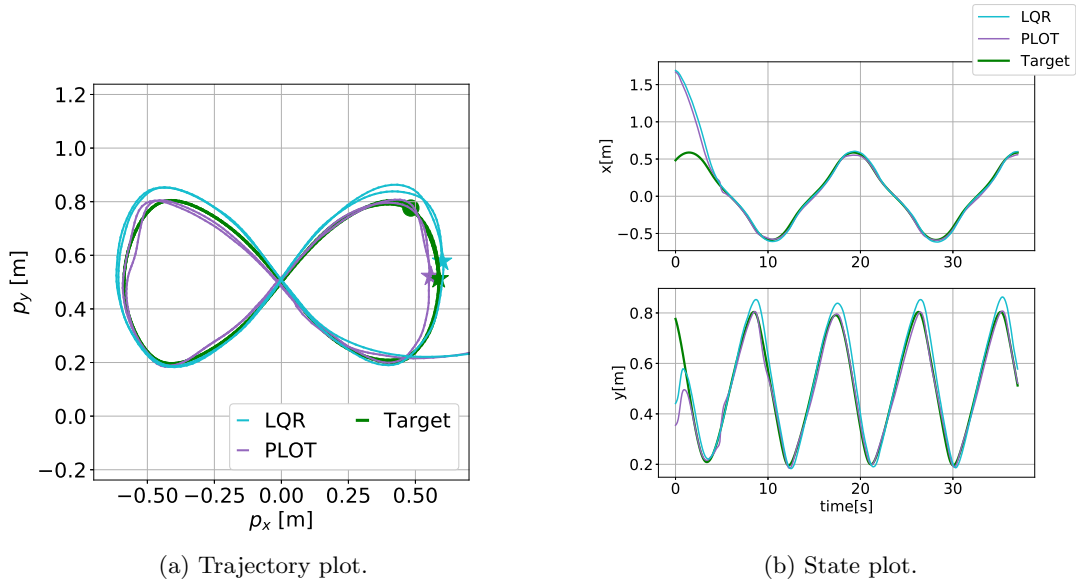 1.2
1.0
0.8
0.6
0.4
0.2
0.0
−0.2
p_y [m]
−0.50 −0.25 0.00 0.25 0.50
p_x [m]
LQR
PLOT
Target
(a) Trajectory plot.
LQR
PLOT
Target
1.5
1.0
0.5
0.0
−0.5
x[m]
0 10 20 30
0.8
0.6
0.4
0.2
y[m]
0 10 20 30
time[s]
(b) State plot.